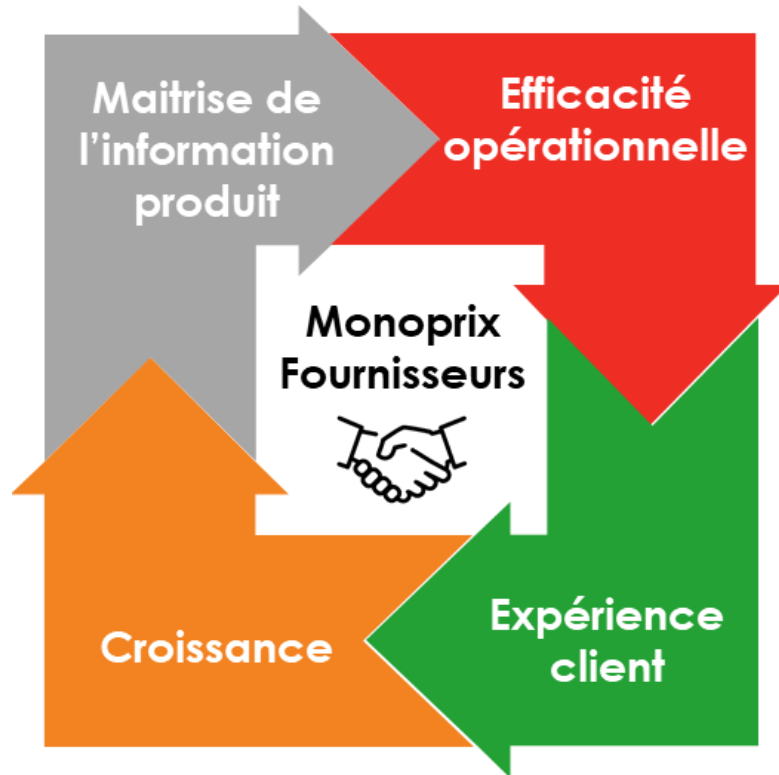 Maitrise de
l’information
produit
Efficacité
opérationnelle
Monoprix
Fournisseurs
Expérience
client
Croissance